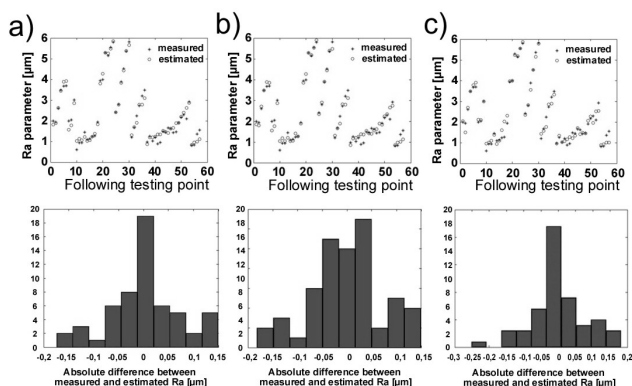 a)
Ra parameter [µm]
6
5
4
3
2
1
0
+ measured
○ estimated
0 10 20 30 40 50 60
Following testing point
b)
Ra parameter [µm]
6
5
4
3
2
1
0
+ measured
○ estimated
0 10 20 30 40 50 60
Following testing point
c)
Ra parameter [µm]
6
5
4
3
2
1
0
+ measured
○ estimated
0 10 20 30 40 50 60
Following testing point
20
18
16
14
12
10
8
6
4
2
0
-0,2 -0,15 -0,1 -0,05 0 0,05 0,1 0,15
Absolute difference between
measured and estimated Ra [µm]
20
18
16
14
12
10
8
6
4
2
0
-0,2 -0,15 -0,1 -0,05 0 0,05 0,1 0,15
Absolute difference between
measured and estimated Ra [µm]
20
18
16
14
12
10
8
6
4
2
0
-0,3 -0,25 -0,2 -0,15 -0,1 -0,05 0 0,05 0,1 0,15 0,2
Absolute difference between
measured and estimated Ra [µm]